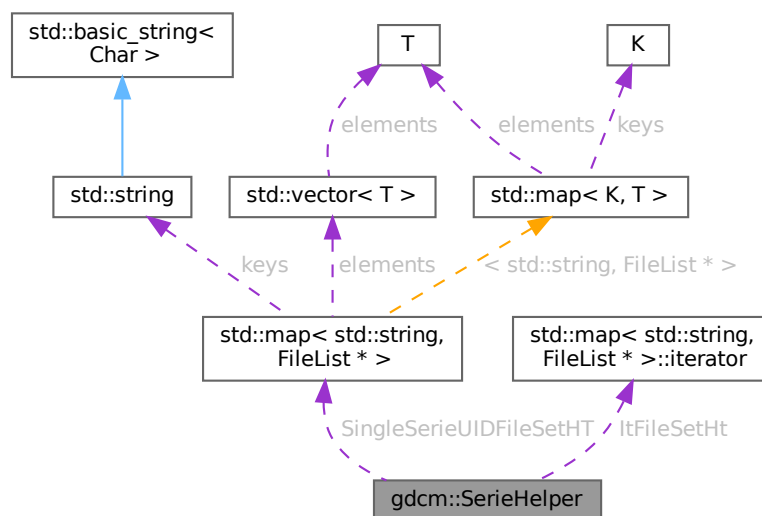 std::basic_string<
Char >
T
K
elements
elements
keys
std::string
std::vector< T >
std::map< K, T >
keys
elements
< std::string, FileList * >
std::map< std::string,
FileList * >
std::map< std::string,
FileList * >::iterator
SingleSerieUIDFileSetHT
ItFileSetHt
gdcm::SerieHelper